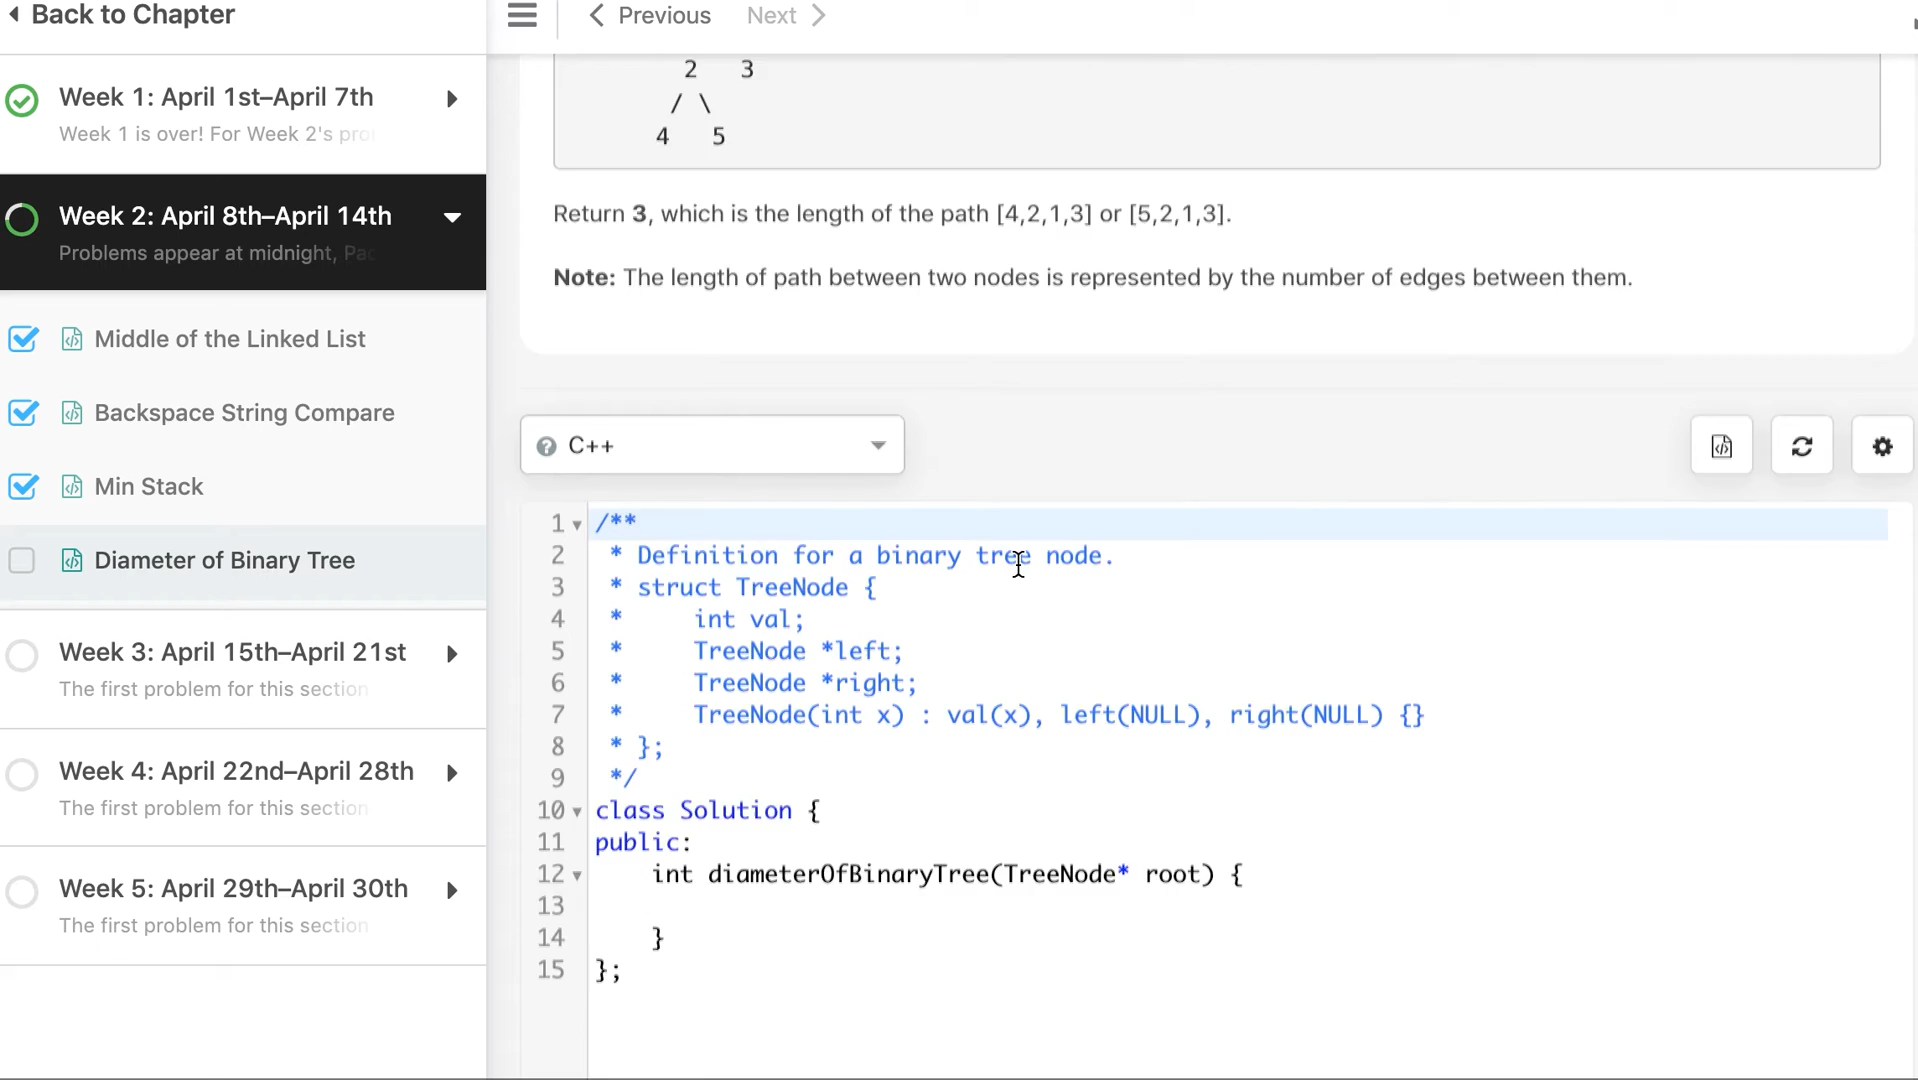 Back to Chapter
Previous
Next
Week 1: April 1st–April 7th
Week 1 is over! For Week 2's
Week 2: April 8th–April 14th
Problems appear at midnight,
Middle of the Linked List
Backspace String Compare
Min Stack
Diameter of Binary Tree
Week 3: April 15th–April 21st
The first problem for this section
Week 4: April 22nd–April 28th
The first problem for this section
Week 5: April 29th–April 30th
The first problem for this section
2 3
/ \
4 5
Return 3, which is the length of the path [4,2,1,3] or [5,2,1,3].
Note: The length of path between two nodes is represented by the number of edges between them.
? C++
1 /**
2 * Definition for a binary tree node.
3 * struct TreeNode {
4 * int val;
5 * TreeNode *left;
6 * TreeNode *right;
7 * TreeNode(int x) : val(x), left(NULL), right(NULL) {}
8 * };
9 */
10 class Solution {
11 public:
12 int diameterOfBinaryTree(TreeNode* root) {
13
14 }
15 };